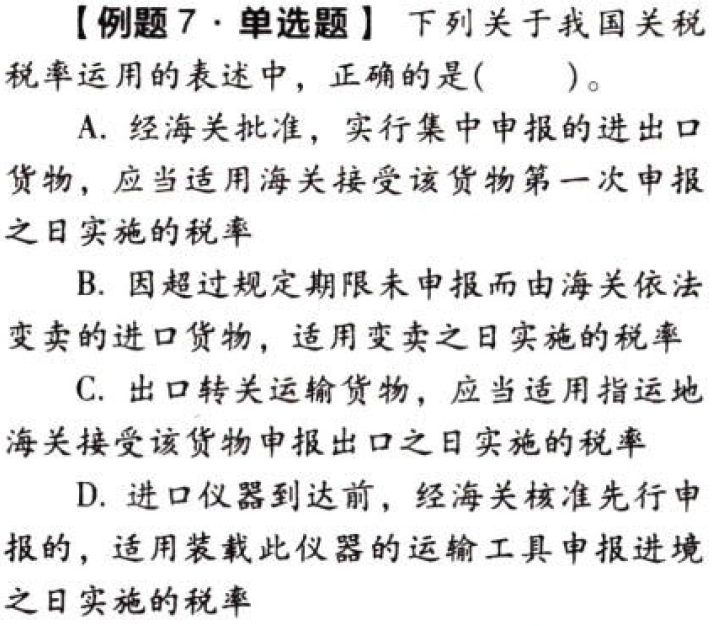 【例题7·单选题】下列关于我国关税
税率运用的表述中，正确的是(　　)。
A. 经海关批准，实行集中申报的进出口
货物，应当适用海关接受该货物第一次申报
之日实施的税率
B. 因超过规定期限未申报而由海关依法
变卖的进口货物，适用变卖之日实施的税率
C. 出口转关运输货物，应当适用指运地
海关接受该货物申报出口之日实施的税率
D. 进口仪器到达前，经海关核准先行申
报的，适用装载此仪器的运输工具申报进境
之日实施的税率